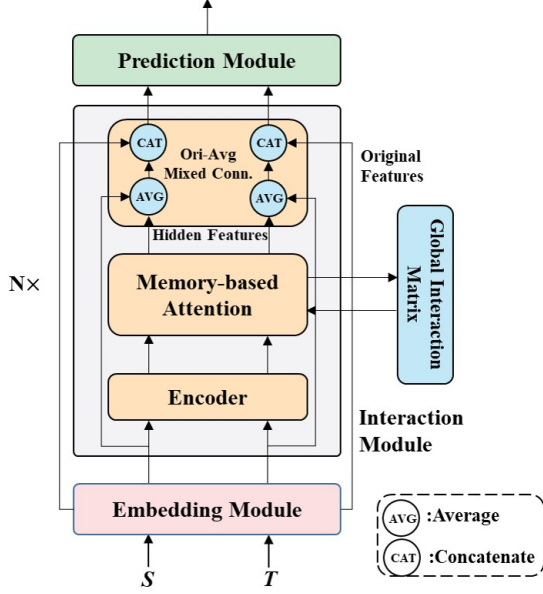 Prediction Module
CAT
CAT
Ori-Avg
Mixed Conn.
Original
Features
AVG
AVG
Hidden Features
Global Interaction
Matrix
N×
Memory-based
Attention
Encoder
Interaction
Module
Embedding Module
AVG :Average
CAT :Concatenate
S
T